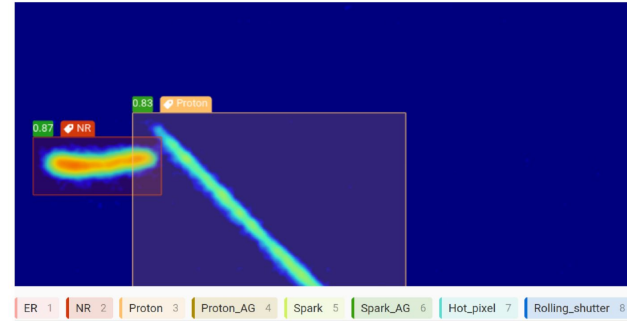 0.83 Proton
0.87 NR
ER 1 NR 2 Proton 3 Proton_AG 4 Spark 5 Spark_AG 6 Hot_pixel 7 Rolling_shutter 8